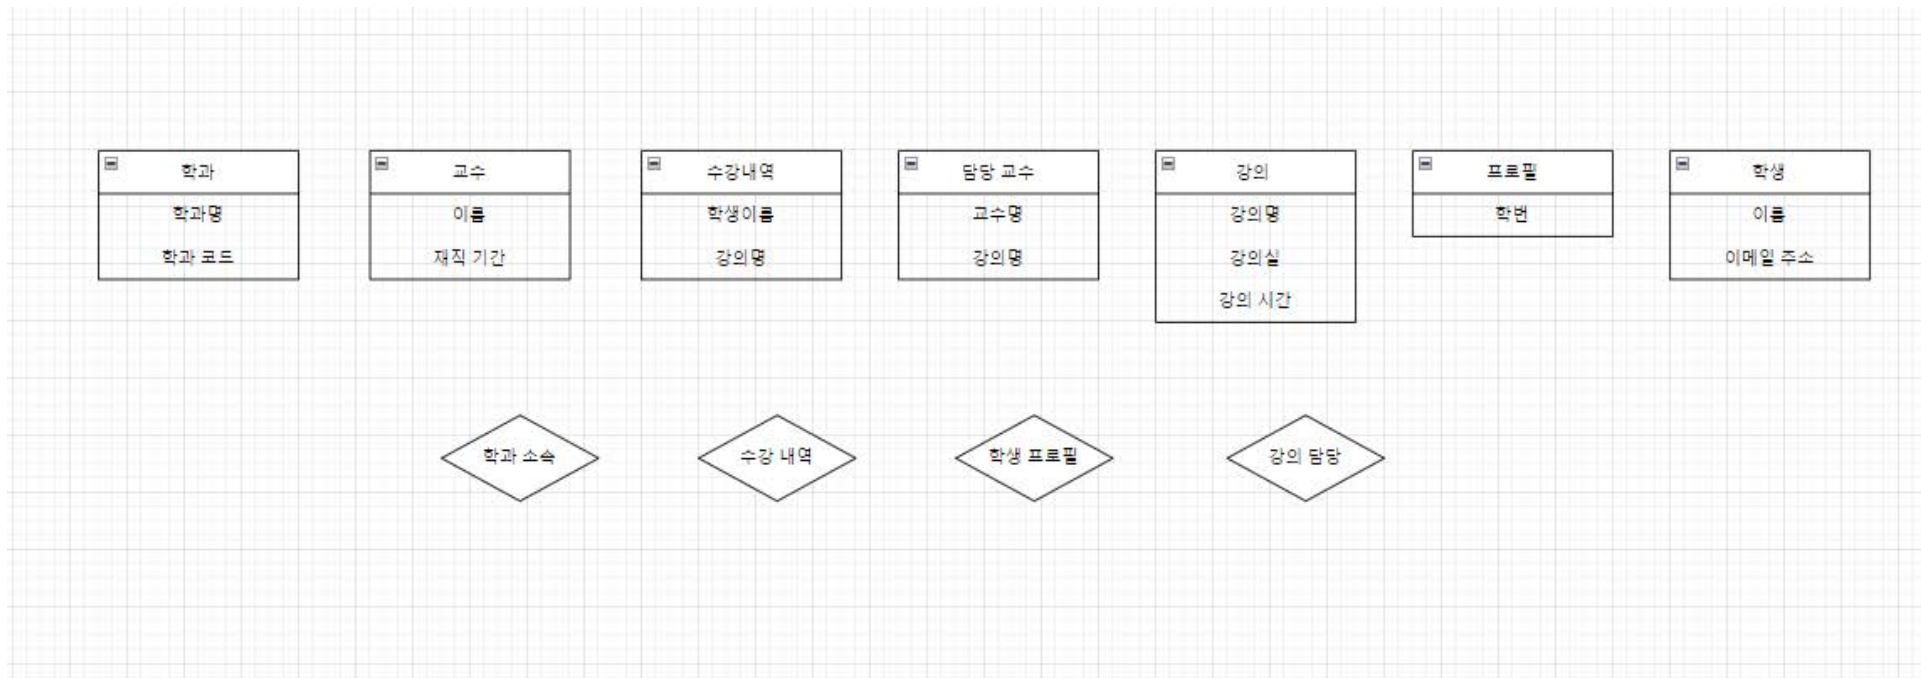 학과
학과명
학과 코드
교수
이름
재직 기간
수강내역
학생이름
강의명
담당 교수
교수명
강의명
강의
강의명
강의실
강의 시간
프로필
학번
학생
이름
이메일 주소
학과 소속
수강 내역
학생 프로필
강의 담당